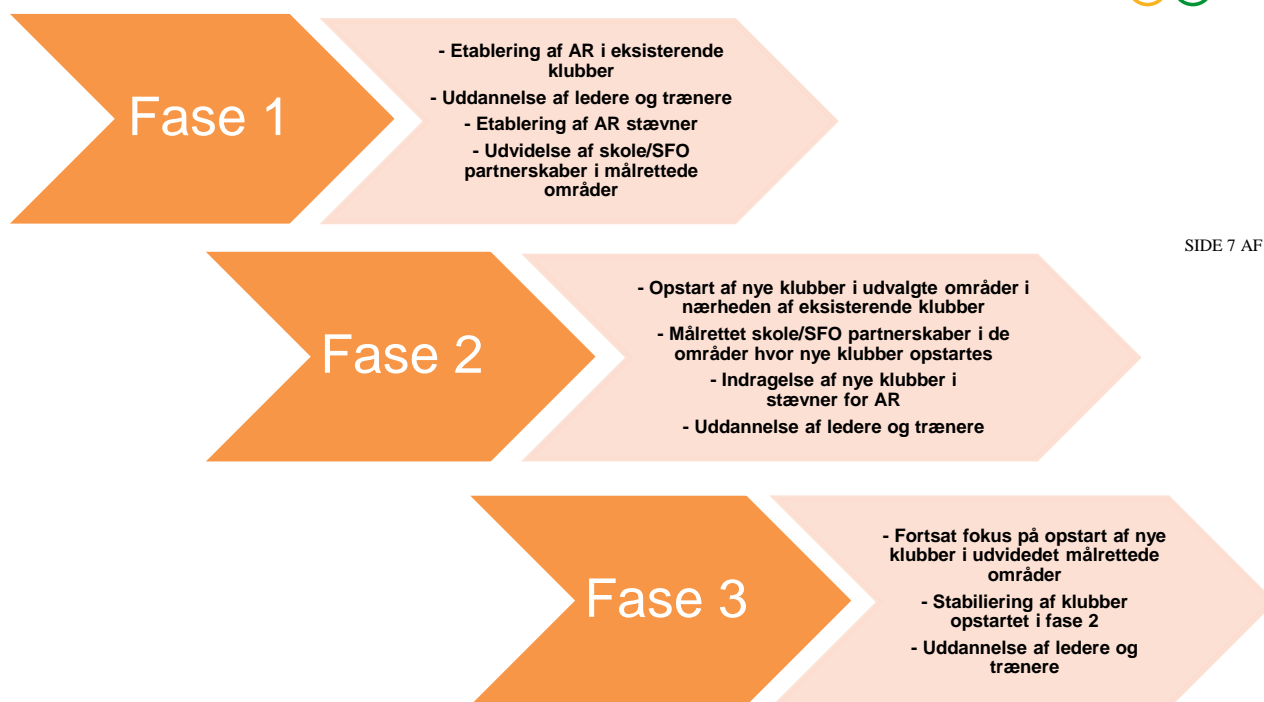 Fase 1
- Etablering af AR i eksisterende
klubber
- Uddannelse af ledere og trænere
- Etablering af AR stævner
- Udvidelse af skole/SFO
partnerskaber i målrettede
områder
SIDE 7 AF
Fase 2
- Opstart af nye klubber i udvalgte områder i
nærheden af eksisterende klubber
- Målrettet skole/SFO partnerskaber i de
områder hvor nye klubber opstartes
- Indragelse af nye klubber i
stævner for AR
- Uddannelse af ledere og trænere
Fase 3
- Fortsat fokus på opstart af nye
klubber i udvidedet målrettede
områder
- Stabiliering af klubber
opstartet i fase 2
- Uddannelse af ledere og
trænere